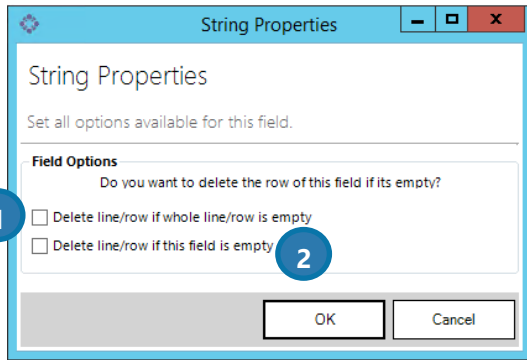 String Properties
String Properties
Set all options available for this field.
Field Options
Do you want to delete the row of this field if its empty?
Delete line/row if whole line/row is empty
Delete line/row if this field is empty
2
OK
Cancel